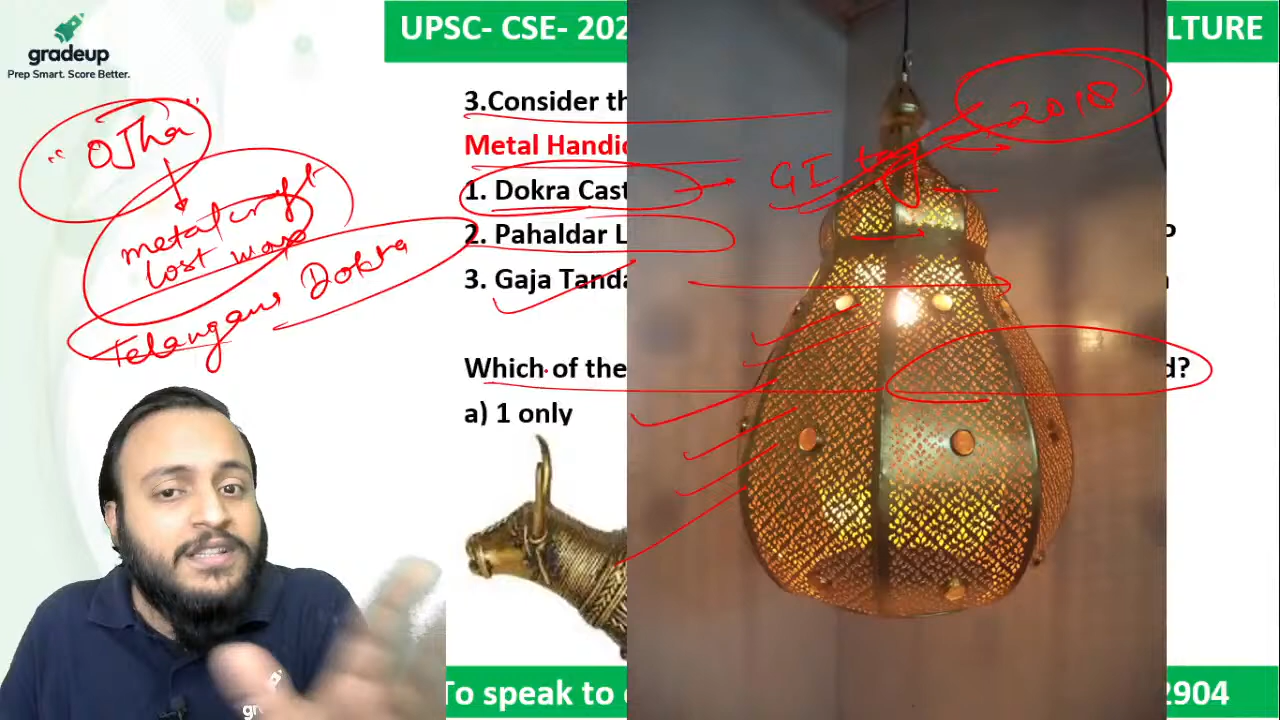 gradeup
Prep Smart. Score Better.
UPSC- CSE- 202
LTURE
3.Consider th
Metal Handic
1. Dokra Cast
2. Pahaldar L
3. Gaja Tanda
Which of the
d?
a) 1 only
"OJha"
metal craft
lost wax
Telangana Dokra
GI tag
2018
To speak to
2904